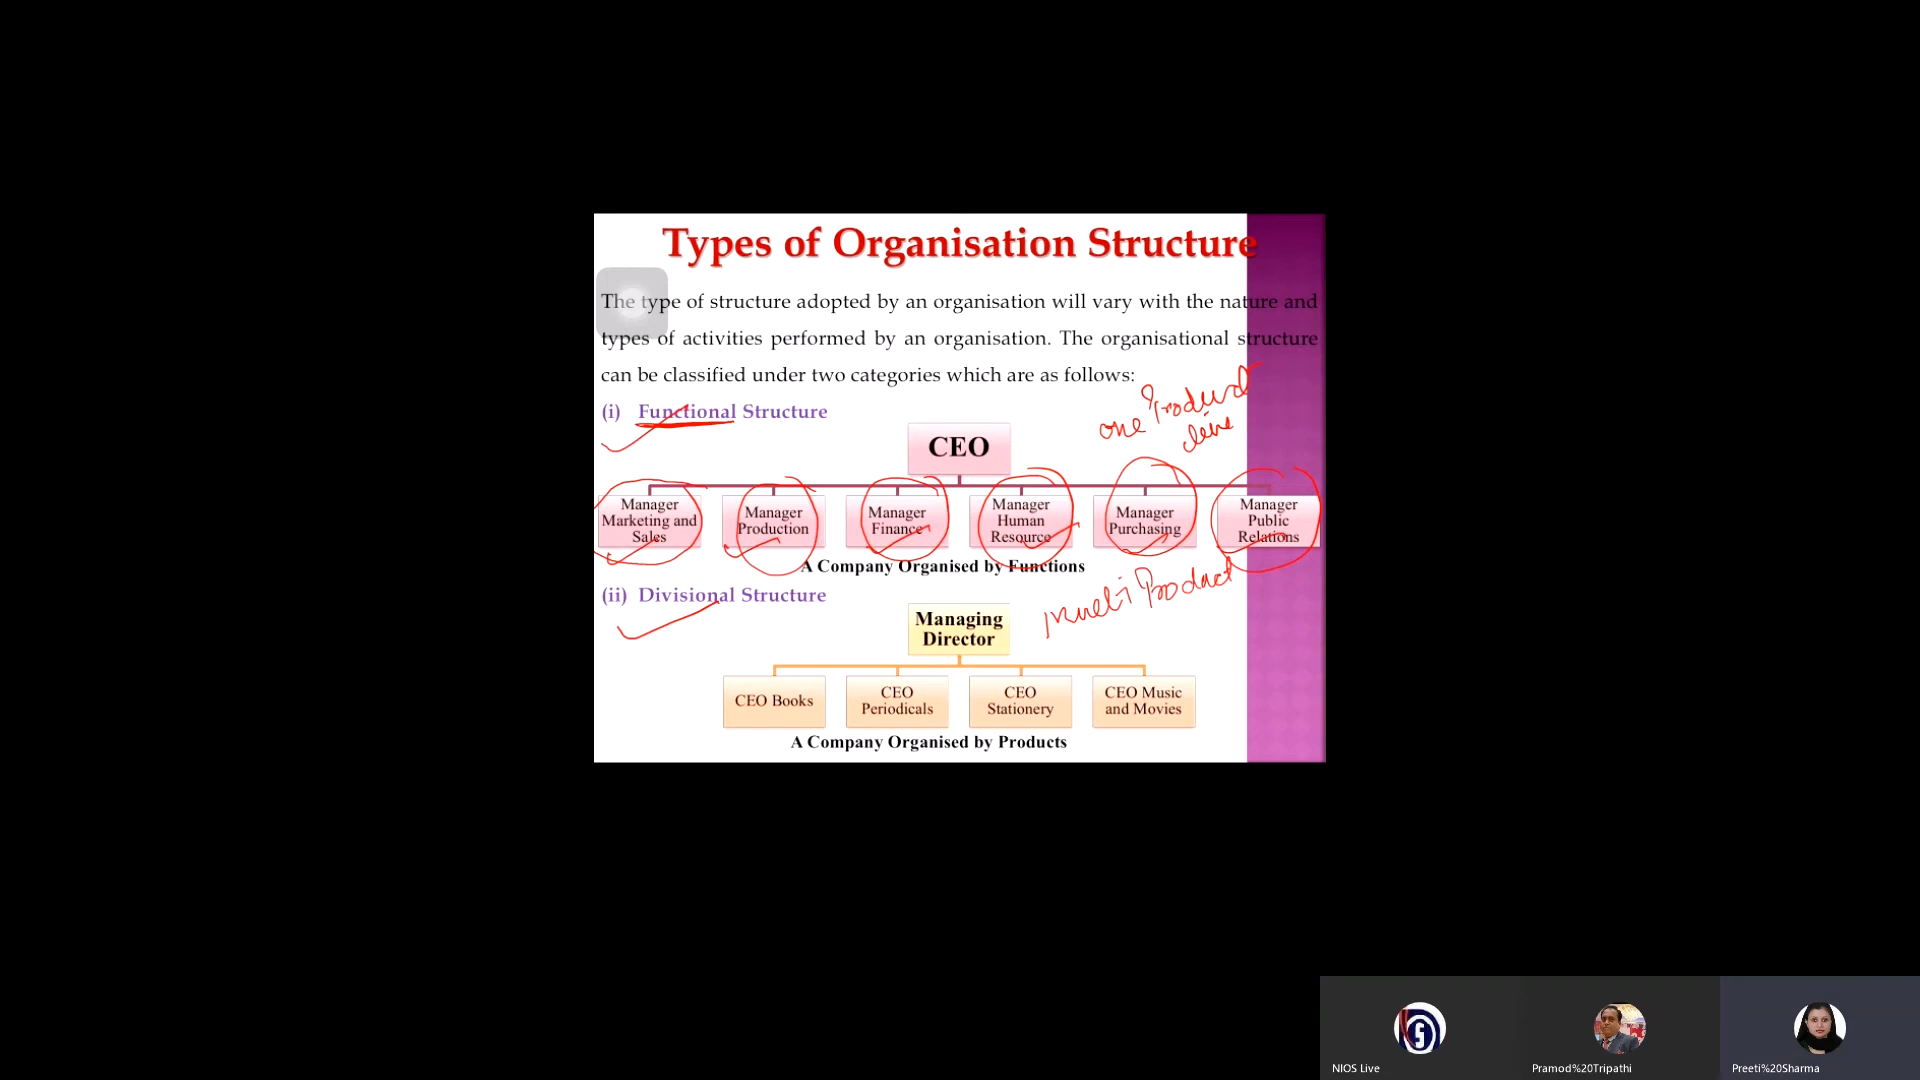 Types of Organisation Structure
The type of structure adopted by an organisation will vary with the nature and
types of activities performed by an organisation. The organisational structure
can be classified under two categories which are as follows:
one Product
line
(i) Functional Structure
CEO
Manager
Marketing and
Sales
Manager
Production
Manager
Finance
Manager
Human
Resource
Manager
Purchasing
Manager
Public
Relations
A Company Organised by Functions
(ii) Divisional Structure
Multi Product
Managing
Director
CEO Books
CEO
Periodicals
CEO
Stationery
CEO Music
and Movies
A Company Organised by Products
NIOS Live
Pramod%20Tripathi
Preeti%20Sharma